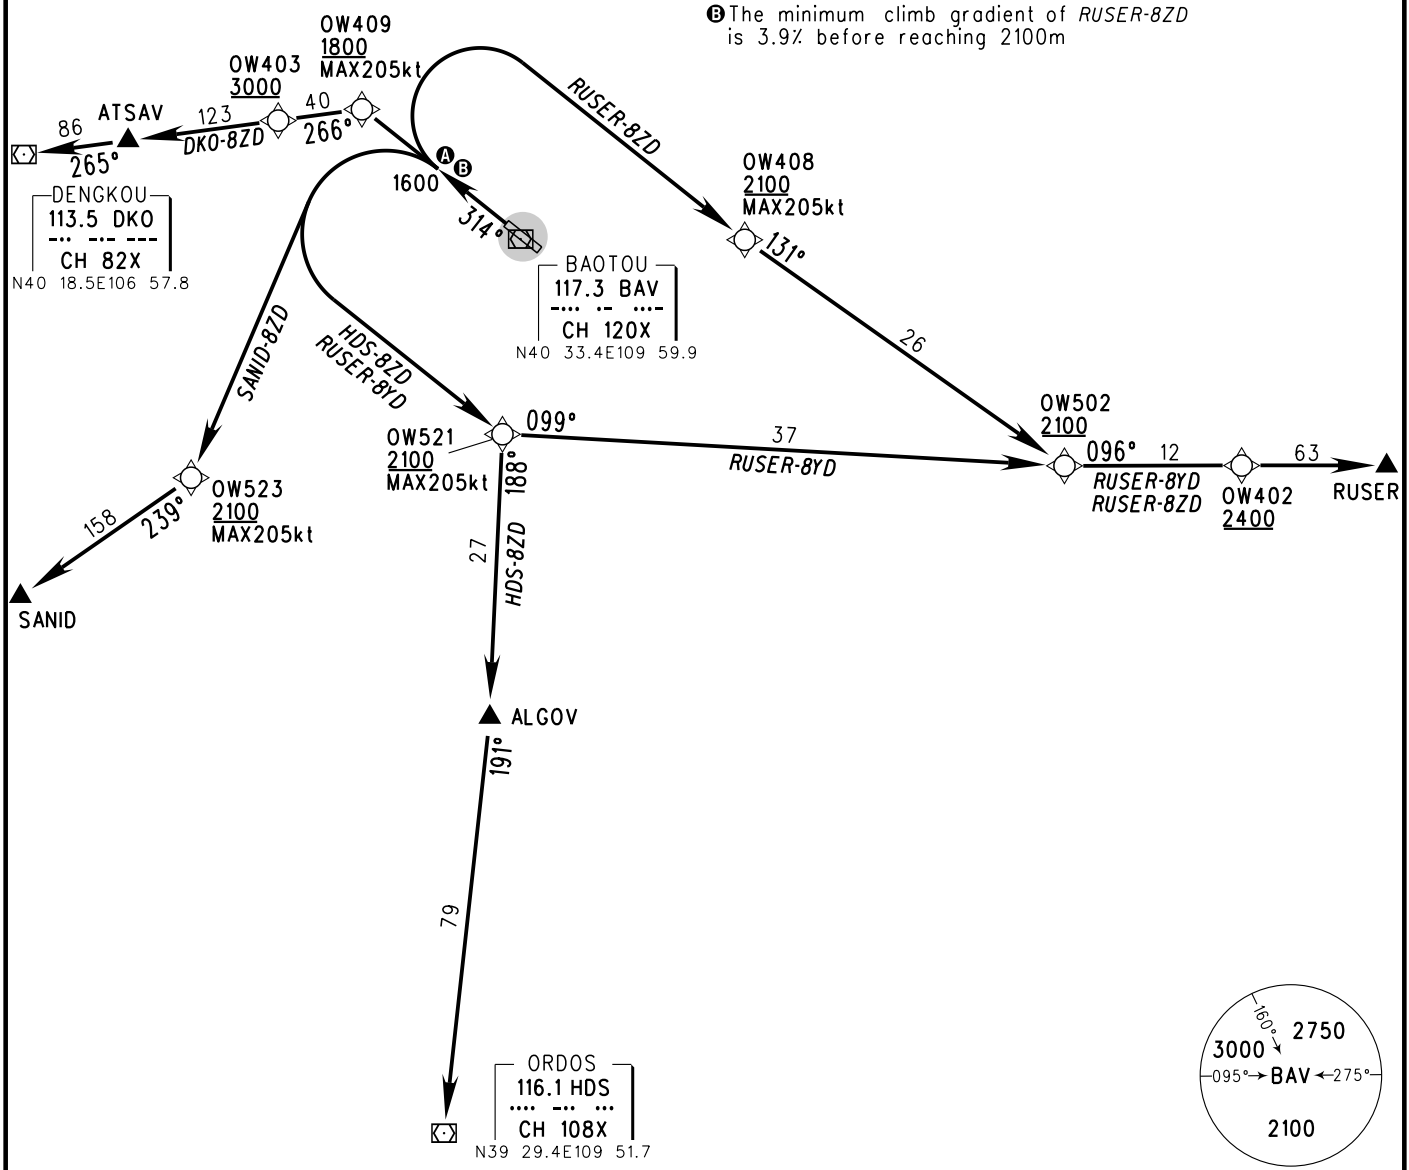 BThe minimum climb gradient of RUSER-8ZD
is 3.9% before reaching 2100m
OW409
1800
MAX205kt
OW403
3000
ATSAV
86
123
40
DKO-8ZD
266°
265°
DENGKOU
113.5 DKO
-·· -·- ---
CH 82X
N40 18.5E106 57.8
A
B
1600
314°
RUSER-8ZD
OW408
2100
MAX205kt
131°
BAOTOU
117.3 BAV
-··· ·- ···-
CH 120X
N40 33.4E109 59.9
SANID-8ZD
HDS-8ZD
RUSER-8YD
26
OW521
2100
MAX205kt
099°
188°
37
RUSER-8YD
OW502
2100
096°
12
63
RUSER-8YD
RUSER-8ZD
OW402
2400
RUSER
OW523
2100
MAX205kt
239°
158
SANID
27
HDS-8ZD
ALGOV
191°
79
ORDOS
116.1 HDS
···· -·· ···
CH 108X
N39 29.4E109 51.7
160°
2750
3000
095° BAV 275°
2100